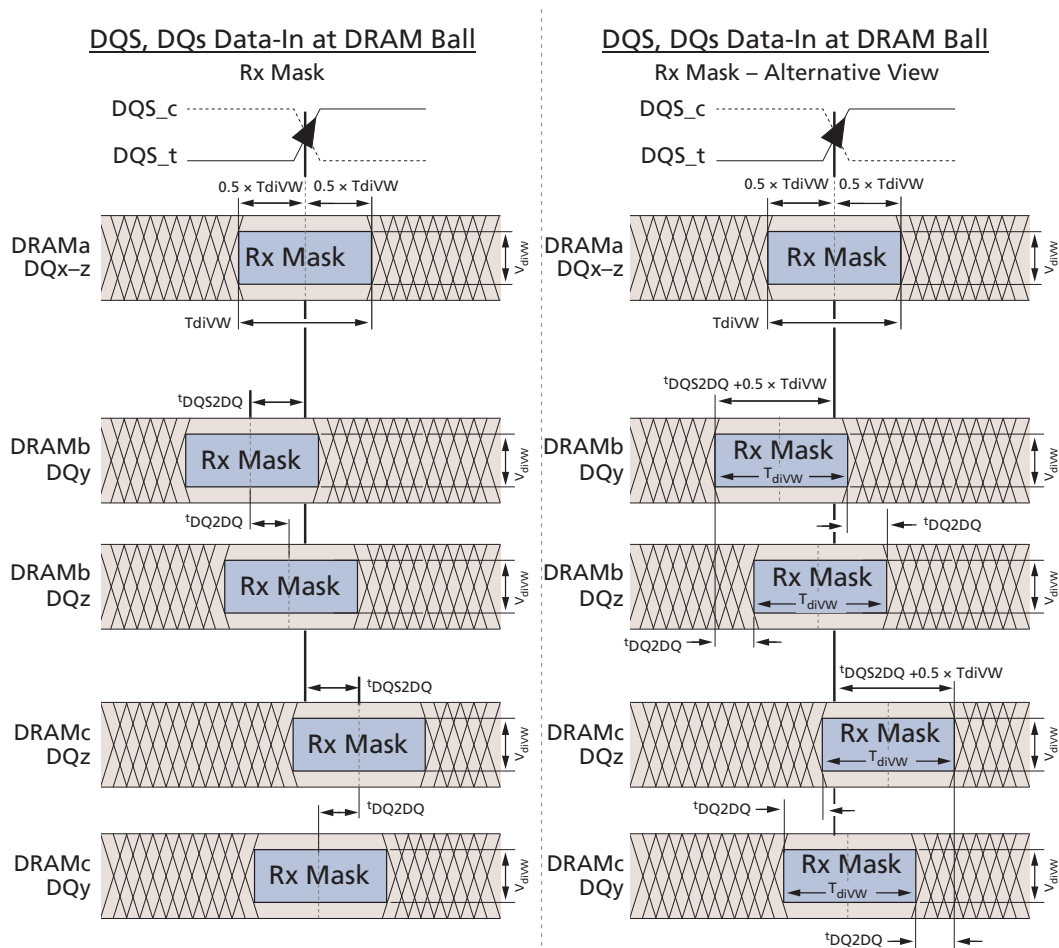 DQS, DQs Data-In at DRAM Ball
Rx Mask
DQS_c
DQS_t
0.5 × TdiVW 0.5 × TdiVW
DRAMa
DQx–z
Rx Mask
VdiVW
TdiVW
tDQS2DQ
DRAMb
DQy
Rx Mask
VdiVW
tDQ2DQ
DRAMb
DQz
Rx Mask
VdiVW
tDQS2DQ
DRAMc
DQz
Rx Mask
VdiVW
tDQ2DQ
DRAMc
DQy
Rx Mask
VdiVW
DQS, DQs Data-In at DRAM Ball
Rx Mask – Alternative View
DQS_c
DQS_t
0.5 × TdiVW 0.5 × TdiVW
DRAMa
DQx–z
Rx Mask
VdiVW
TdiVW
tDQS2DQ +0.5 × TdiVW
DRAMb
DQy
Rx Mask
TdiVW
VdiVW
tDQ2DQ
DRAMb
DQz
Rx Mask
TdiVW
VdiVW
tDQ2DQ
tDQS2DQ +0.5 × TdiVW
DRAMc
DQz
Rx Mask
TdiVW
VdiVW
tDQ2DQ
DRAMc
DQy
Rx Mask
TdiVW
VdiVW
tDQ2DQ